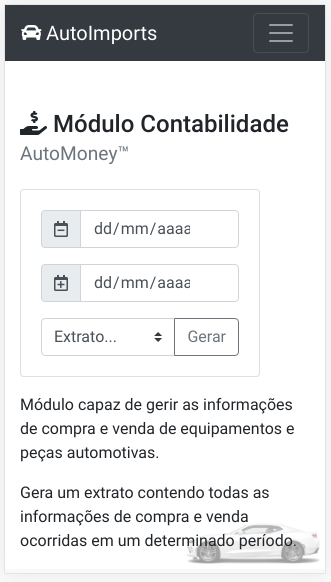 AutoImports
Módulo Contabilidade
AutoMoney™
dd/mm/aaaa
dd/mm/aaaa
Extrato... Gerar
Módulo capaz de gerir as informações
de compra e venda de equipamentos e
peças automotivas.
Gera um extrato contendo todas as
informações de compra e venda
ocorridas em um determinado período.